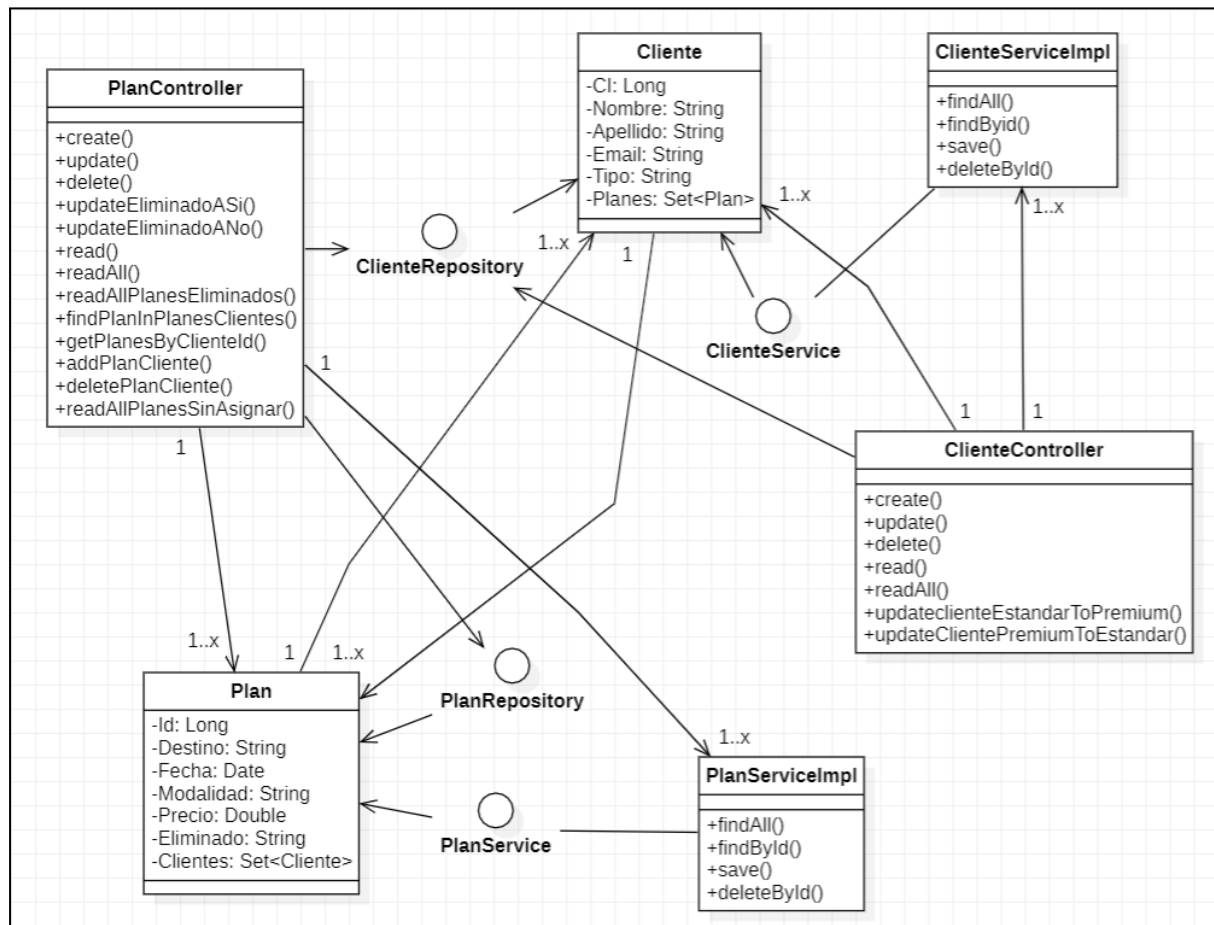 PlanController
+create()
+update()
+delete()
+updateEliminadoASi()
+updateEliminadoANo()
+read()
+readAll()
+readAllPlanesEliminados()
+findPlanInPlanesClientes()
+getPlanesByClienteId()
+addPlanCliente()
+deletePlanCliente()
+readAllPlanesSinAsignar()
ClienteRepository
Cliente
-CI: Long
-Nombre: String
-Apellido: String
-Email: String
-Tipo: String
-Planes: Set<Plan>
ClienteServiceImpl
+findAll()
+findByid()
+save()
+deleteById()
1..x
1
1..x
1..x
ClienteService
1
1
1
1
ClienteController
+create()
+update()
+delete()
+read()
+readAll()
+updateclienteEstandarToPremium()
+updateClientePremiumToEstandar()
1..x
1
1..x
Plan
-Id: Long
-Destino: String
-Fecha: Date
-Modalidad: String
-Precio: Double
-Eliminado: String
-Clientes: Set<Cliente>
PlanRepository
PlanService
1..x
PlanServiceImpl
+findAll()
+findById()
+save()
+deleteById()